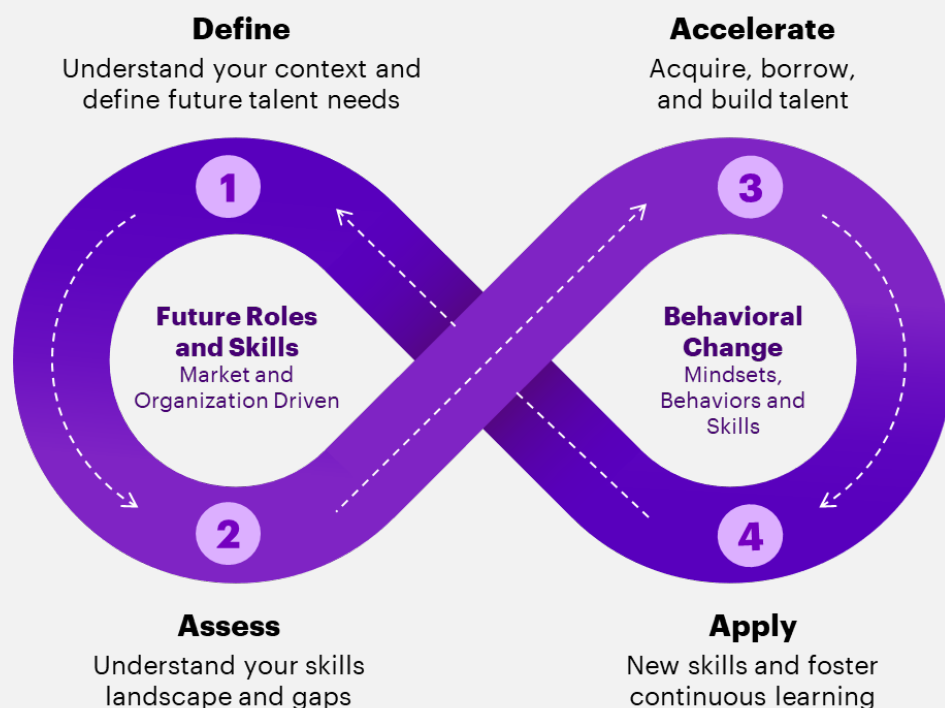 Define
Understand your context and
define future talent needs
Accelerate
Acquire, borrow,
and build talent
1
3
Future Roles
and Skills
Market and
Organization Driven
Behavioral
Change
Mindsets,
Behaviors and
Skills
2
4
Assess
Understand your skills
landscape and gaps
Apply
New skills and foster
continuous learning